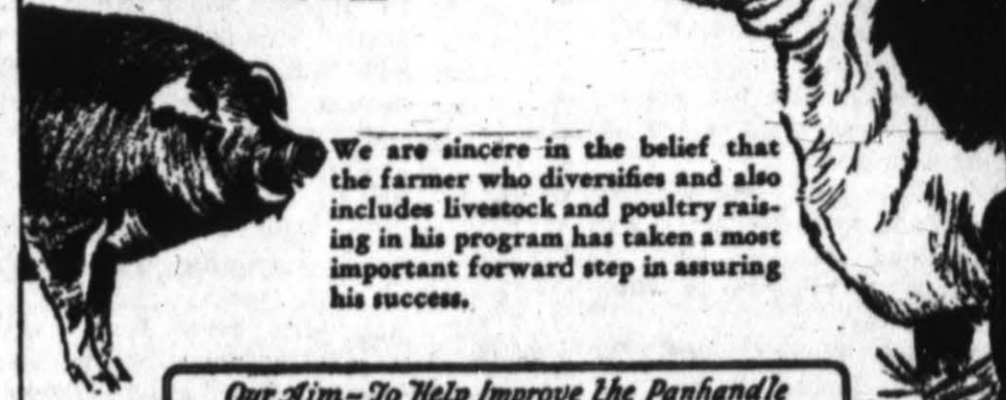 We are sincere in the belief that
the farmer who diversifies and also
includes livestock and poultry rais-
ing in his program has taken a most
important forward step in assuring
his success.
Our Aim—To Help Improve the Panhandle